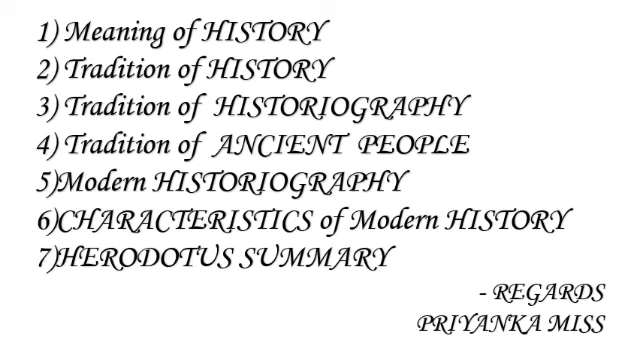 1) Meaning of HISTORY
2) Tradition of HISTORY
3) Tradition of HISTORIOGRAPHY
4) Tradition of ANCIENT PEOPLE
5)Modern HISTORIOGRAPHY
6)CHARACTERISTICS of Modern HISTORY
7)HERODOTUS SUMMARY
- REGARDS
PRIYANKA MISS